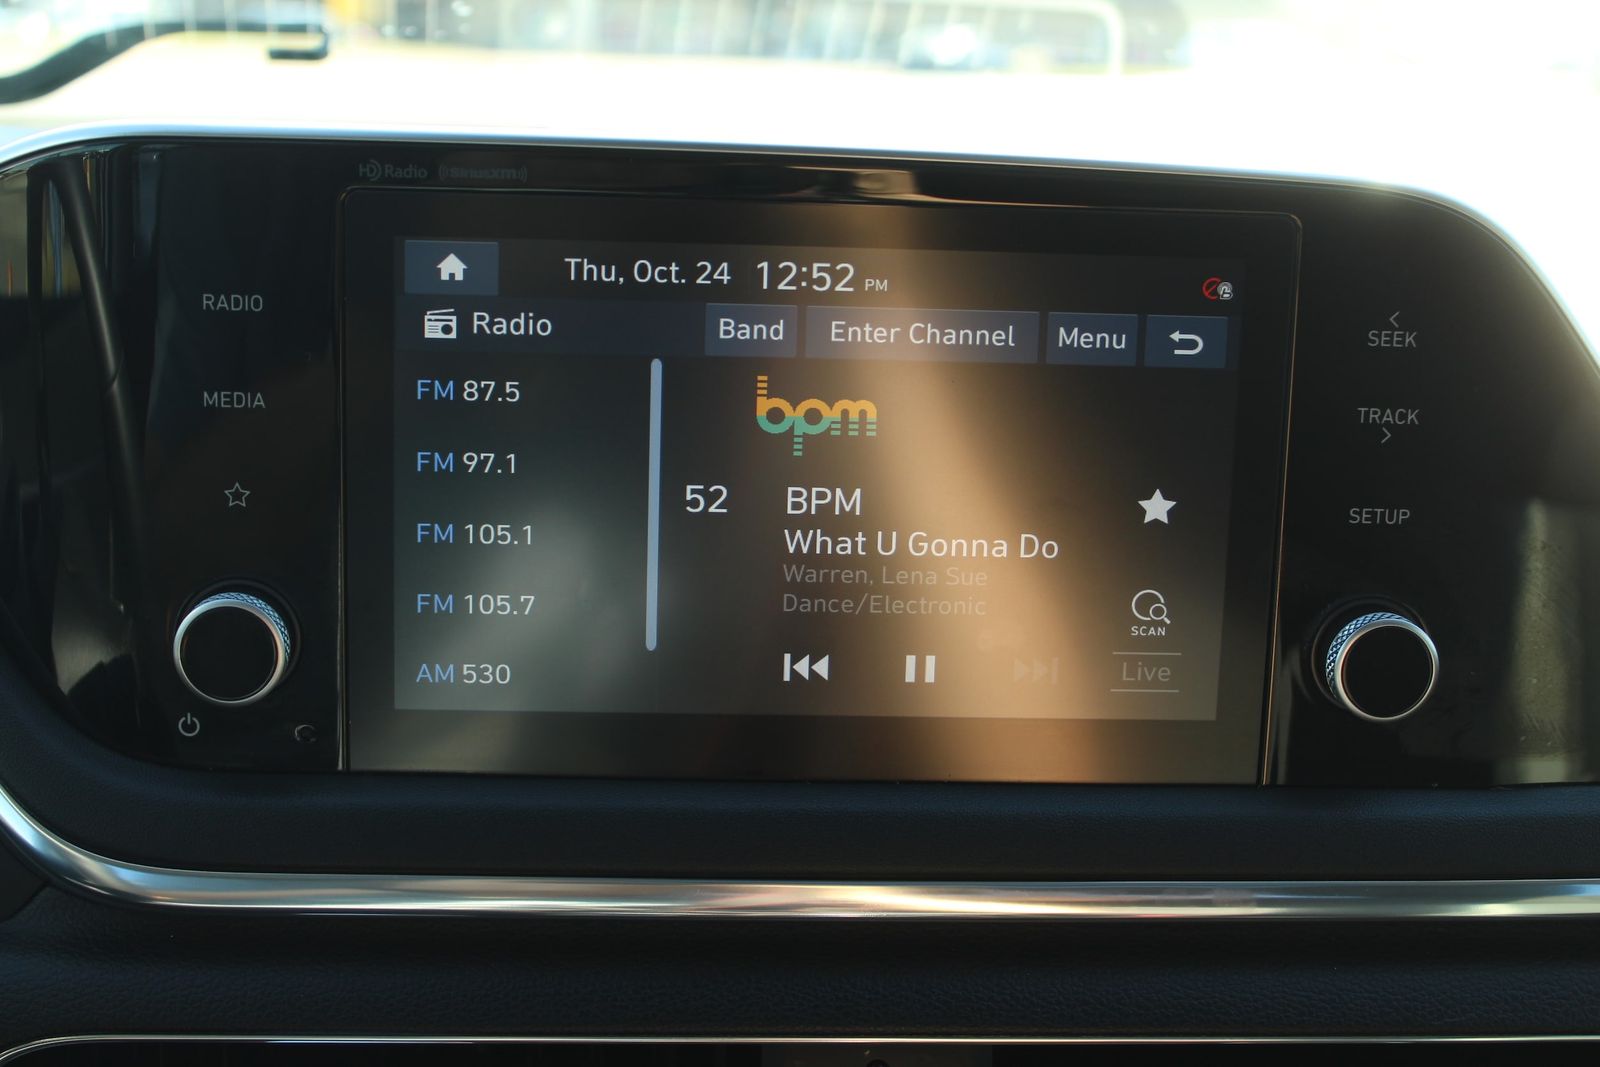 HD Radio ((SiriusXM))
RADIO
MEDIA
Thu, Oct. 24 12:52 PM
Radio
Band
Enter Channel
Menu
FM 87.5
FM 97.1
FM 105.1
FM 105.7
AM 530
bpm
52
BPM
What U Gonna Do
Warren, Lena Sue
Dance/Electronic
SCAN
Live
SEEK
TRACK
SETUP